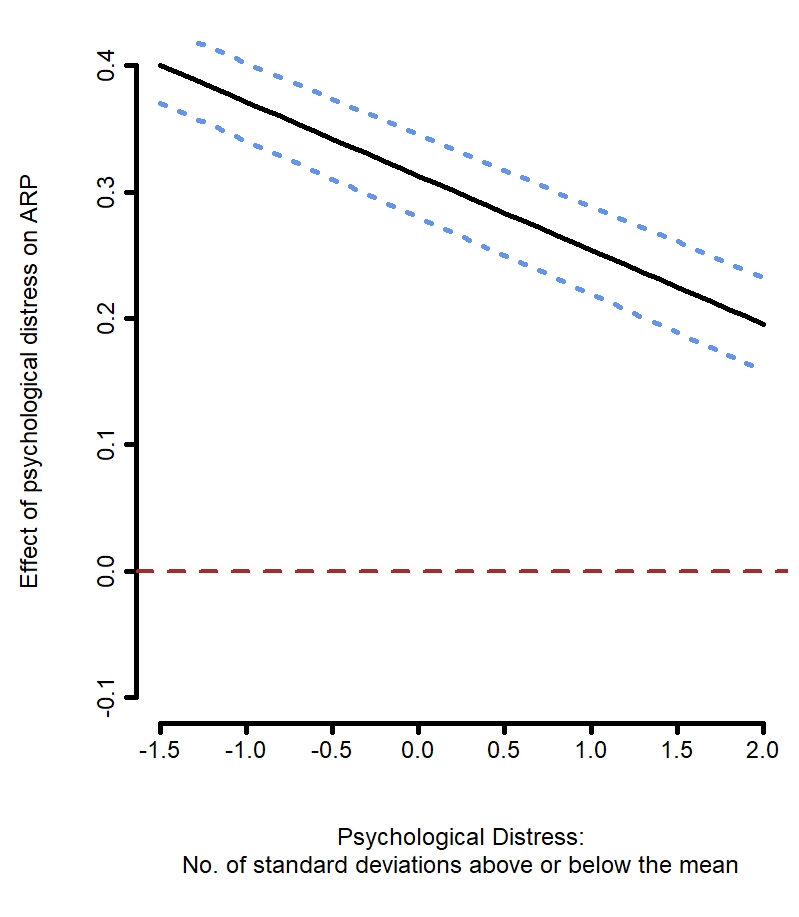 0.4
0.3
0.2
0.1
0.0
-0.1
Effect of psychological distress on ARP
-1.5 -1.0 -0.5 0.0 0.5 1.0 1.5 2.0
Psychological Distress:
No. of standard deviations above or below the mean